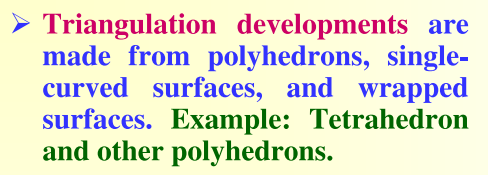 ➢ Triangulation developments are
made from polyhedrons, single-
curved surfaces, and wrapped
surfaces. Example: Tetrahedron
and other polyhedrons.